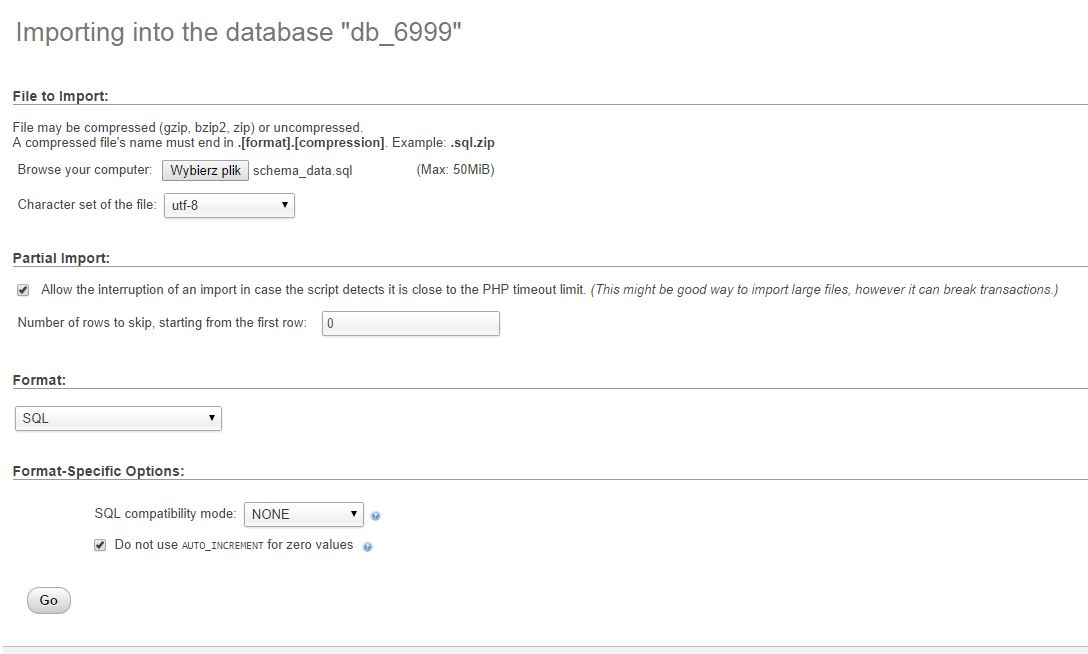 Importing into the database "db_6999"
File to Import:
File may be compressed (gzip, bzip2, zip) or uncompressed.
A compressed file's name must end in .[format].[compression]. Example: .sql.zip
Browse your computer: Wybierz plik schema_data.sql (Max: 50MiB)
Character set of the file: utf-8
Partial Import:
Allow the interruption of an import in case the script detects it is close to the PHP timeout limit. (This might be good way to import large files, however it can break transactions.)
Number of rows to skip, starting from the first row: 0
Format:
SQL
Format-Specific Options:
SQL compatibility mode: NONE
Do not use AUTO_INCREMENT for zero values
Go